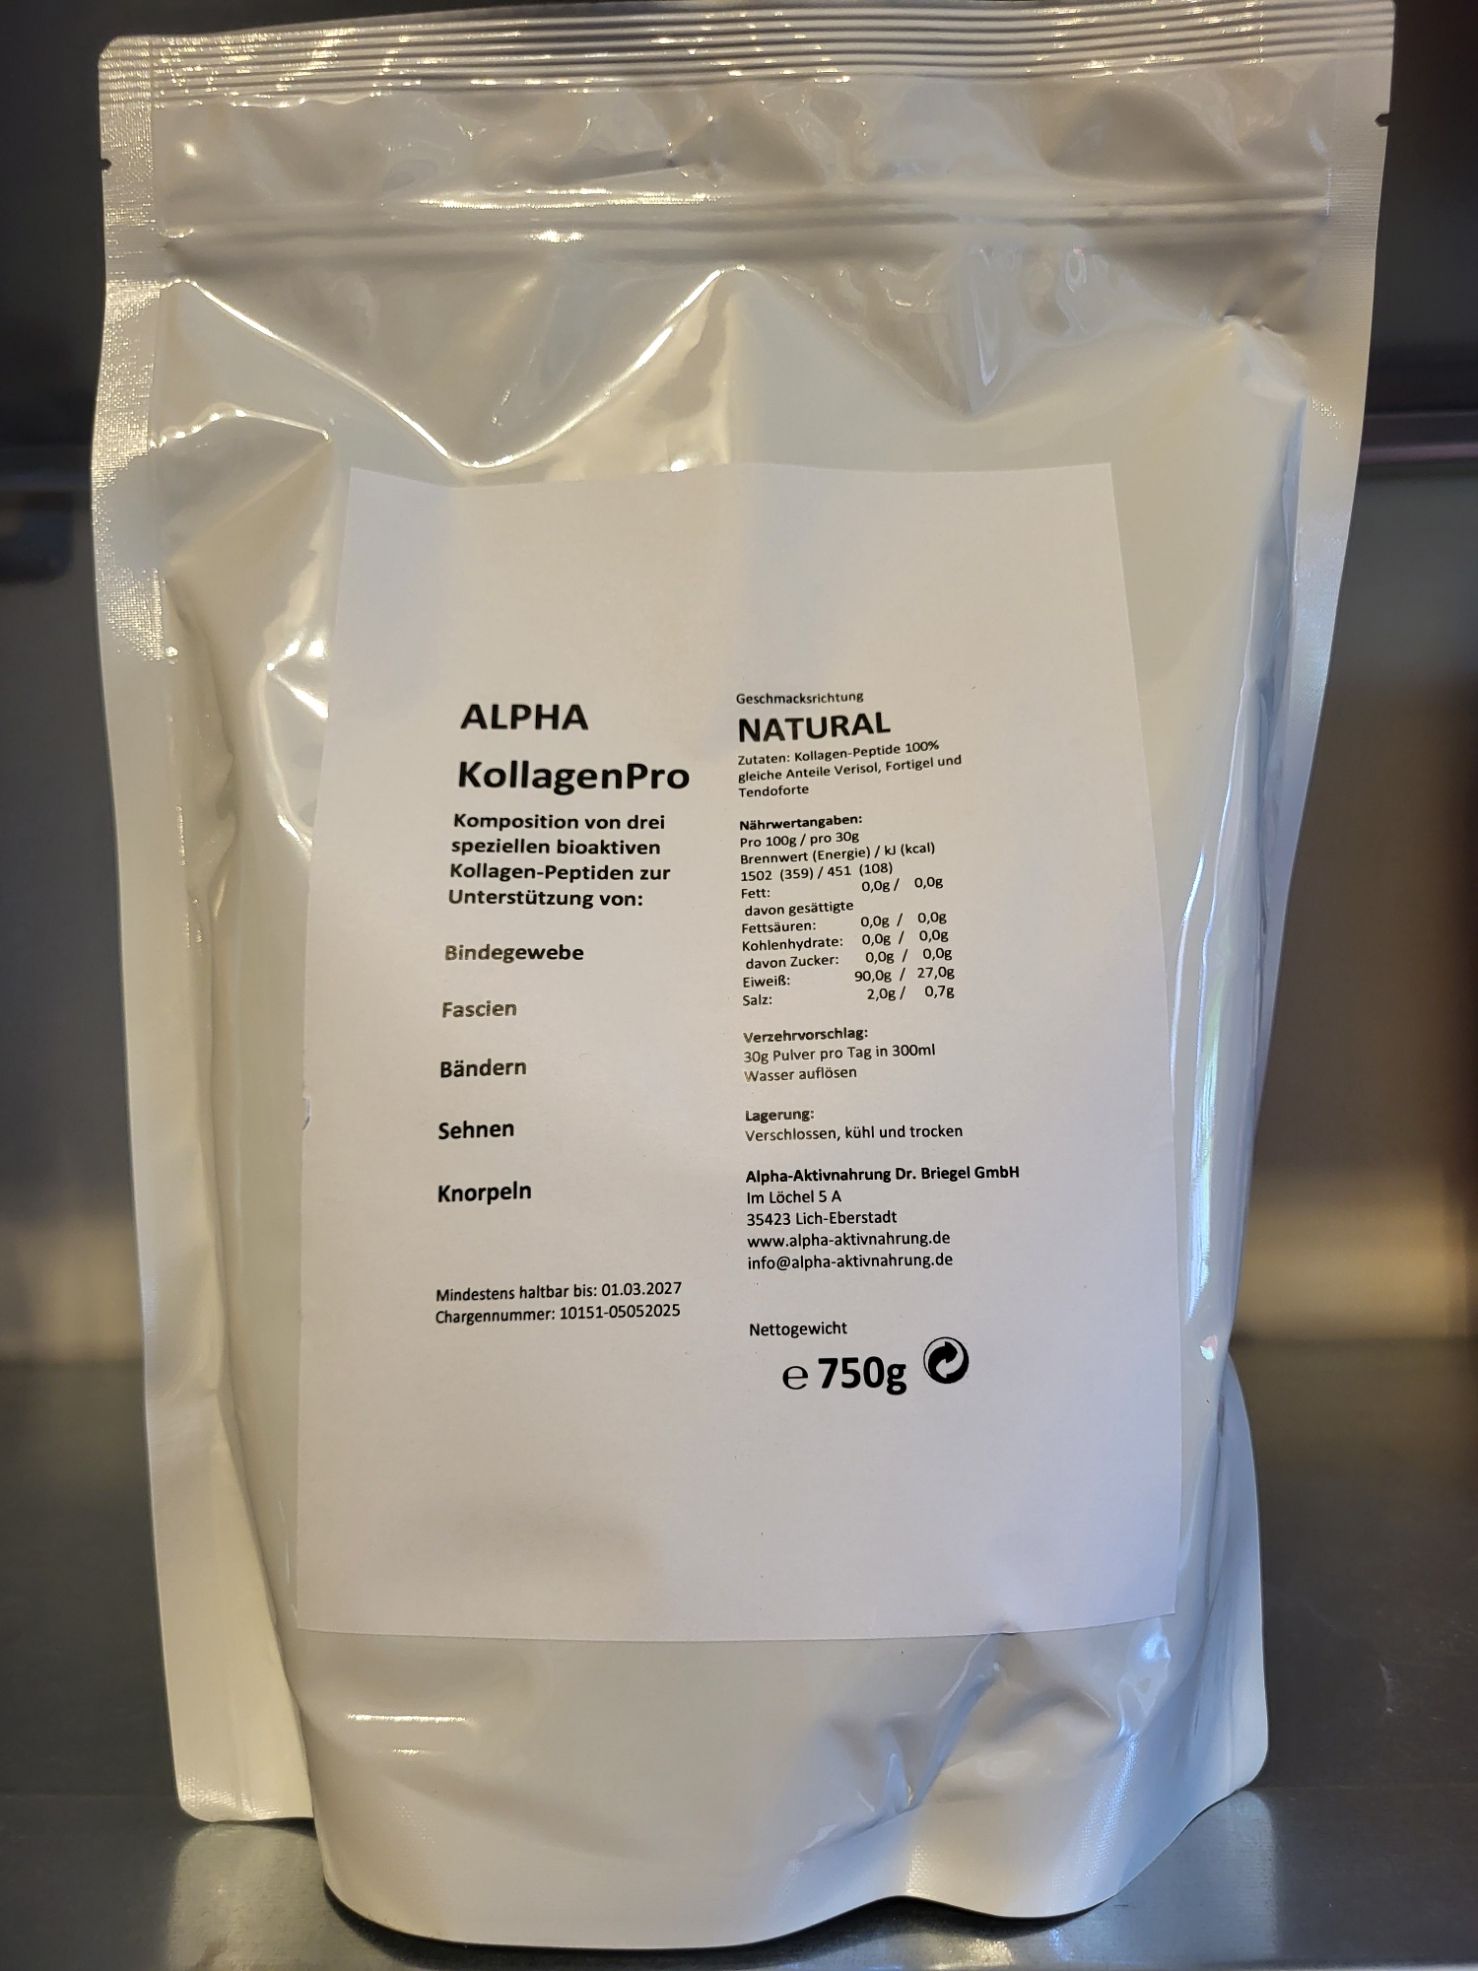 ALPHA
KollagenPro
Komposition von drei
speziellen bioaktiven
Kollagen-Peptiden zur
Unterstützung von:
Bindegewebe
Fascien
Bändern
Sehnen
Knorpeln
Mindestens haltbar bis: 01.03.2027
Chargennummer: 10151-05052025
Geschmacksrichtung
NATURAL
Zutaten: Kollagen-Peptide 100%
gleiche Anteile Verisol, Fortigel und
Tendoforte
Nährwertangaben:
Pro 100g / pro 30g
Brennwert (Energie) / kJ (kcal)
1502 (359) / 451 (108)
Fett: 0,0g / 0,0g
davon gesättigte
Fettsäuren: 0,0g / 0,0g
Kohlenhydrate: 0,0g / 0,0g
davon Zucker: 0,0g / 0,0g
Eiweiß: 90,0g / 27,0g
Salz: 2,0g / 0,7g
Verzehrvorschlag:
30g Pulver pro Tag in 300ml
Wasser auflösen
Lagerung:
Verschlossen, kühl und trocken
Alpha-Aktivnahrung Dr. Briegel GmbH
Im Löchel 5 A
35423 Lich-Eberstadt
www.alpha-aktivnahrung.de
info@alpha-aktivnahrung.de
Nettogewicht
℮ 750g